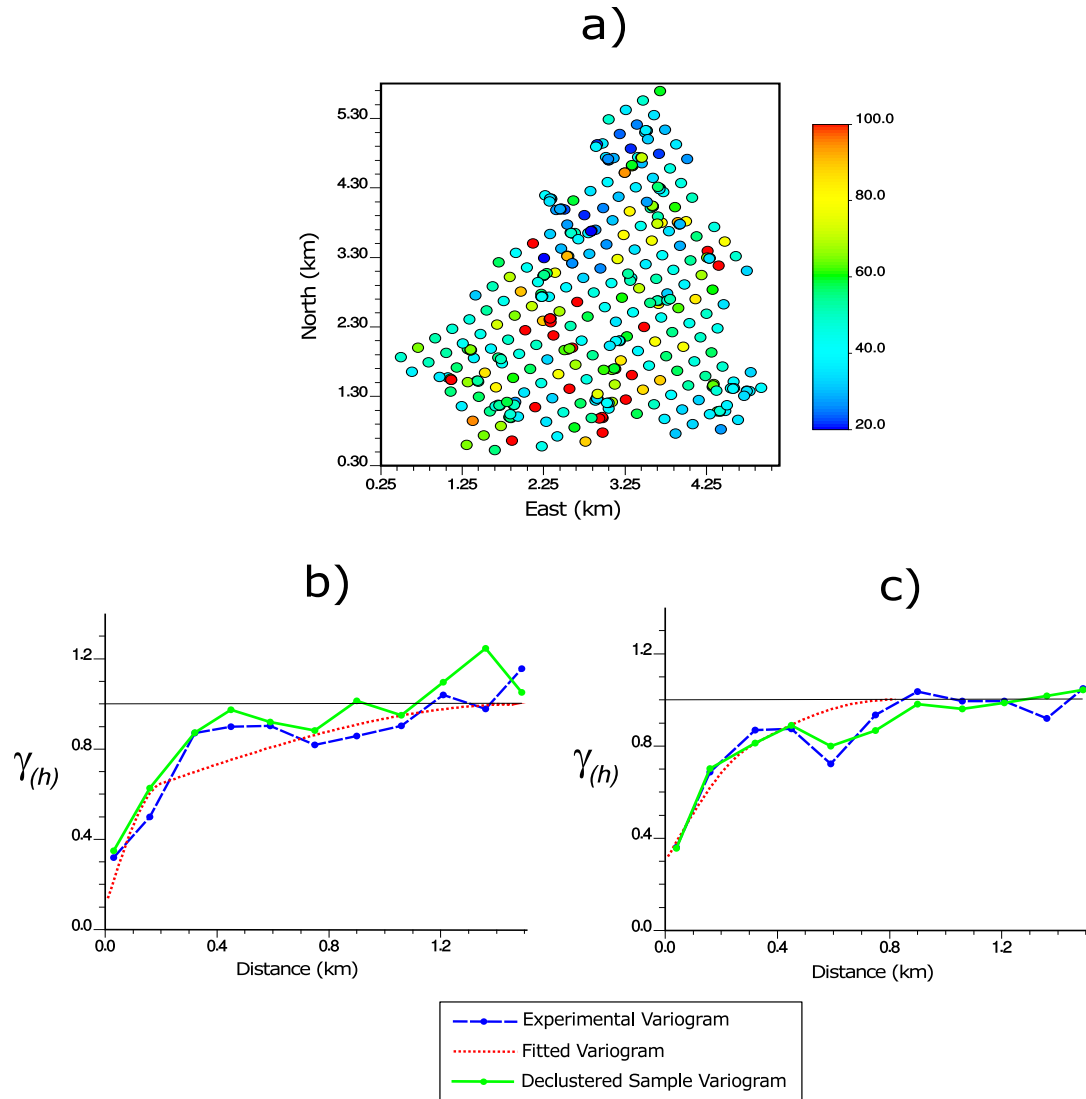 a)
North (km)
5.30
4.30
3.30
2.30
1.30
0.30
0.25 1.25 2.25 3.25 4.25
East (km)
100.0
80.0
60.0
40.0
20.0
b)
γ(h)
1.2
0.8
0.4
0.0
0.0 0.4 0.8 1.2
Distance (km)
c)
γ(h)
1.2
0.8
0.4
0.0
0.0 0.4 0.8 1.2
Distance (km)
Experimental Variogram
Fitted Variogram
Declustered Sample Variogram